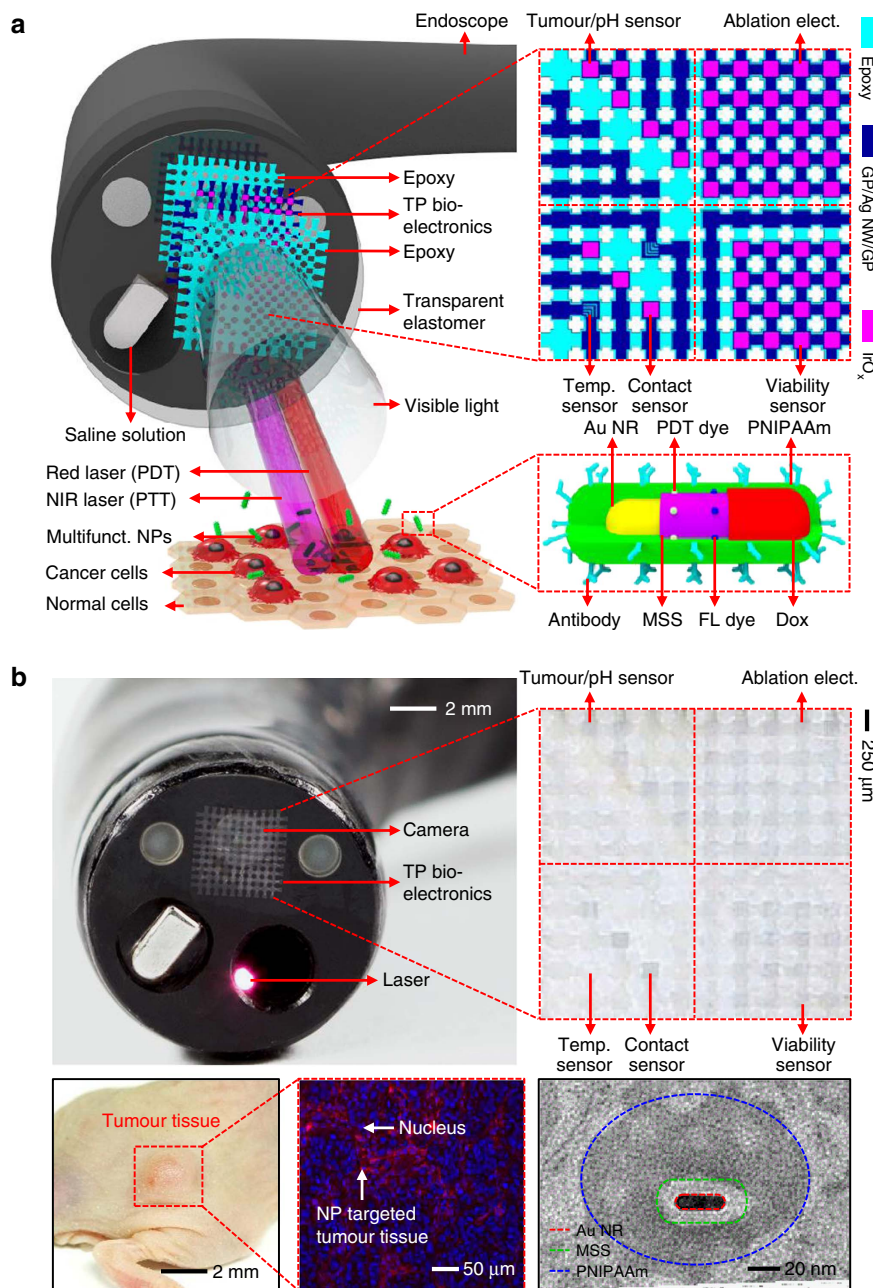 a
Endoscope
Tumour/pH sensor
Ablation elect.
Epoxy
GP/Ag NW/GP
IrOx
Epoxy
TP bio-
electronics
Epoxy
Transparent
elastomer
Visible light
Saline solution
Red laser (PDT)
NIR laser (PTT)
Multifunct. NPs
Cancer cells
Normal cells
Temp.
sensor
Contact
sensor
Viability
sensor
Au NR
PDT dye
PNIPAAm
Antibody
MSS
FL dye
Dox
b
2 mm
Tumour/pH sensor
Ablation elect.
250 μm
Camera
TP bio-
electronics
Laser
Temp.
sensor
Contact
sensor
Viability
sensor
Tumour tissue
2 mm
Nucleus
NP targeted
tumour tissue
50 μm
Au NR
MSS
PNIPAAm
20 nm